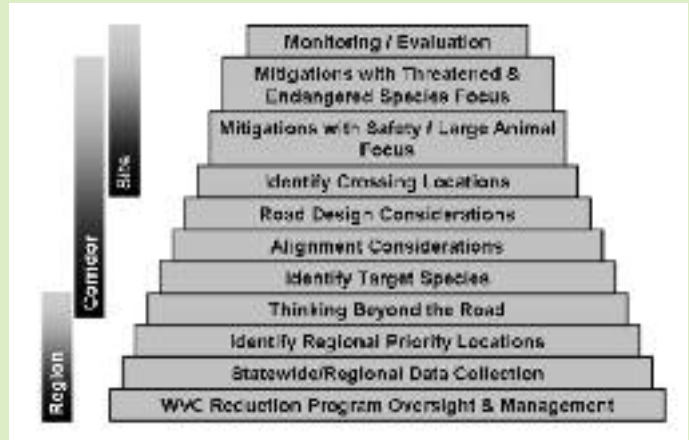 Monitoring / Evaluation
Mitigations with Threatened &
Endangered Species Focus
Mitigations with Safety / Large Animal
Focus
Identify Crossing Locations
Road Design Considerations
Alignment Considerations
Identify Target Species
Thinking Beyond the Road
Identify Regional Priority Locations
Statewide/Regional Data Collection
WVC Reduction Program Oversight & Management
Site
Corridor
Region